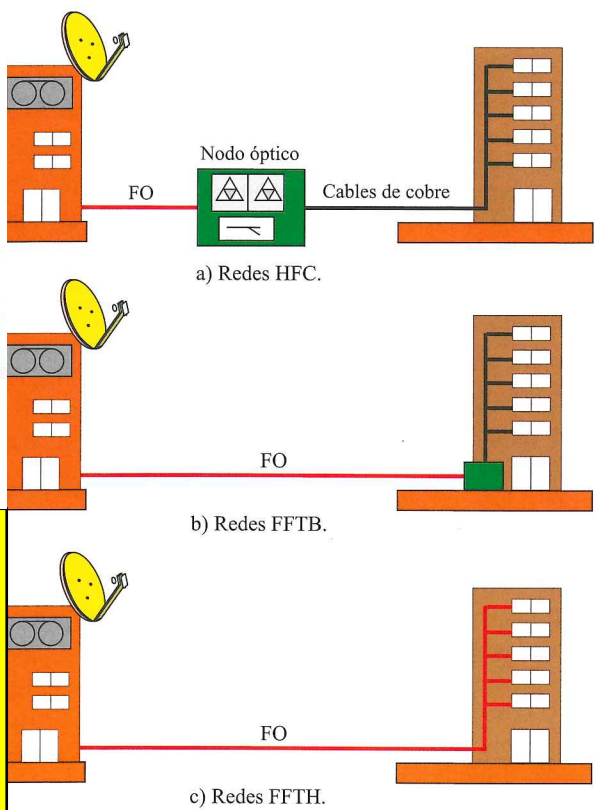 Nodo óptico
FO
Cables de cobre
a) Redes HFC.
FO
b) Redes FFTB.
FO
c) Redes FFTH.